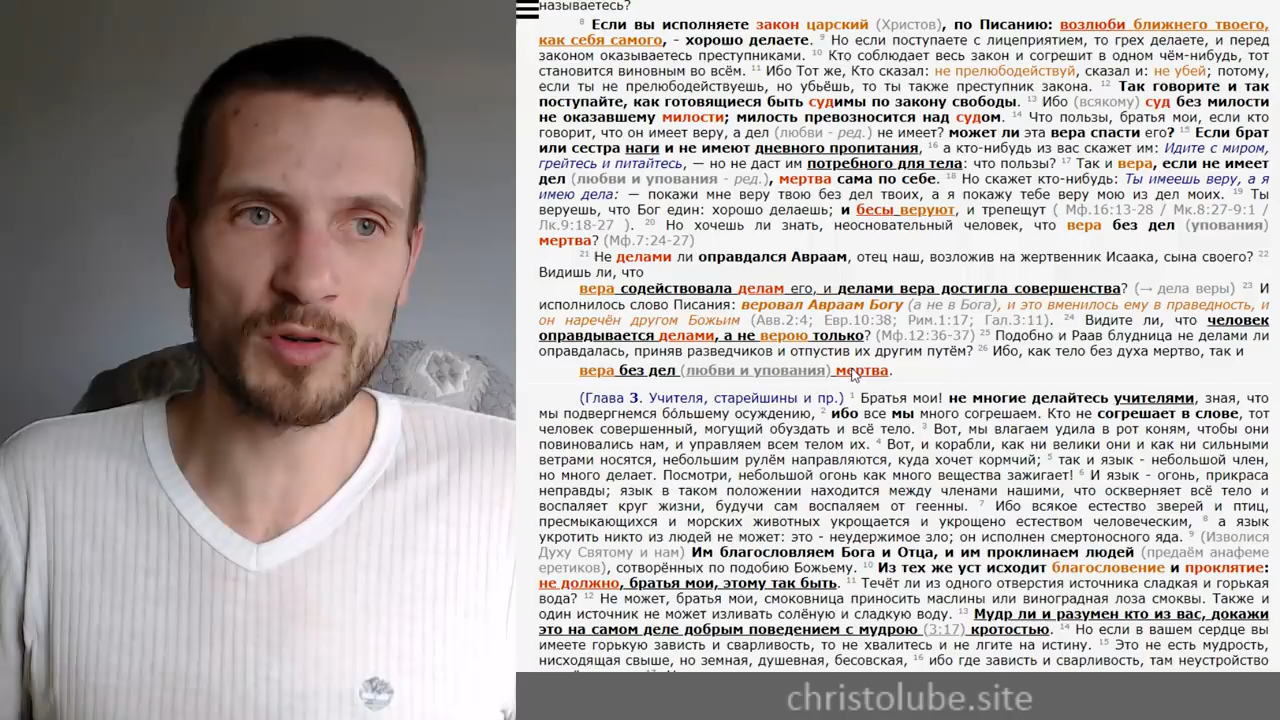 называетесь?
8 Если вы исполняете закон царский (Христов), по Писанию: возлюби ближнего твоего,
как себя самого, - хорошо делаете. 9 Но если поступаете с лицеприятием, то грех делаете, и перед
законом оказываетесь преступниками. 10 Кто соблюдает весь закон и согрешит в одном чём-нибудь, тот
становится виновным во всём. 11 Ибо Тот же, Кто сказал: не прелюбодействуй, сказал и: не убей; потому,
если ты не прелюбодействуешь, но убьёшь, то ты также преступник закона. 12 Так говорите и так
поступайте, как готовящиеся быть судимы по закону свободы. 13 Ибо (всякому) суд без милости
не оказавшему милости; милость превозносится над судом. 14 Что пользы, братья мои, если кто
говорит, что он имеет веру, а дел (любви - ред.) не имеет? может ли эта вера спасти его? 15 Если брат
или сестра наги и не имеют дневного пропитания, 16 а кто-нибудь из вас скажет им: Идите с миром,
грейтесь и питайтесь, — но не даст им потребного для тела: что пользы? 17 Так и вера, если не имеет
дел (любви и упования - ред.), мертва сама по себе. 18 Но скажет кто-нибудь: Ты имеешь веру, а я
имею дела: — покажи мне веру твою без дел твоих, а я покажу тебе веру мою из дел моих. 19 Ты
веруешь, что Бог един: хорошо делаешь; и бесы веруют, и трепещут ( Мф.16:13-28 / Мк.8:27-9:1 /
Лк.9:18-27 ). 20 Но хочешь ли знать, неосновательный человек, что вера без дел (упования)
мертва? (Мф.7:24-27)
21 Не делами ли оправдался Авраам, отец наш, возложив на жертвенник Исаака, сына своего? 22
Видишь ли, что
вера содействовала делам его, и делами вера достигла совершенства? (→ дела веры) 23 И
исполнилось слово Писания: веровал Авраам Богу (а не в Бога), и это вменилось ему в праведность, и
он наречён другом Божьим (Авв.2:4; Евр.10:38; Рим.1:17; Гал.3:11). 24 Видите ли, что человек
оправдывается делами, а не верою только? (Мф.12:36-37) 25 Подобно и Раав блудница не делами ли
оправдалась, приняв разведчиков и отпустив их другим путём? 26 Ибо, как тело без духа мертво, так и
вера без дел (любви и упования) мертва.
(Глава 3. Учителя, старейшины и пр.) 1 Братья мои! не многие делайтесь учителями, зная, что
мы подвергнемся бо́льшему осуждению, 2 ибо все мы много согрешаем. Кто не согрешает в слове, тот
человек совершенный, могущий обуздать и всё тело. 3 Вот, мы влагаем удила в рот коням, чтобы они
повиновались нам, и управляем всем телом их. 4 Вот, и корабли, как ни велики они и как ни сильными
ветрами носятся, небольшим рулём направляются, куда хочет кормчий; 5 так и язык - небольшой член,
но много делает. Посмотри, небольшой огонь как много вещества зажигает! 6 И язык - огонь, прикраса
неправды; язык в таком положении находится между членами нашими, что оскверняет всё тело и
воспаляет круг жизни, будучи сам воспаляем от геенны. 7 Ибо всякое естество зверей и птиц,
пресмыкающихся и морских животных укрощается и укрощено естеством человеческим, 8 а язык
укротить никто из людей не может: это - неудержимое зло; он исполнен смертоносного яда. 9 (Изволися
Духу Святому и нам) Им благословляем Бога и Отца, и им проклинаем людей (предаём анафеме
еретиков), сотворённых по подобию Божьему. 10 Из тех же уст исходит благословение и проклятие:
не должно, братья мои, этому так быть. 11 Течёт ли из одного отверстия источника сладкая и горькая
вода? 12 Не может, братья мои, смоковница приносить маслины или виноградная лоза смоквы. Также и
один источник не может изливать солёную и сладкую воду. 13 Мудр ли и разумен кто из вас, докажи
это на самом деле добрым поведением с мудрою (3:17) кротостью. 14 Но если в вашем сердце вы
имеете горькую зависть и сварливость, то не хвалитесь и не лгите на истину. 15 Это не есть мудрость,
нисходящая свыше, но земная, душевная, бесовская, 16 ибо где зависть и сварливость, там неустройство
christolube.site